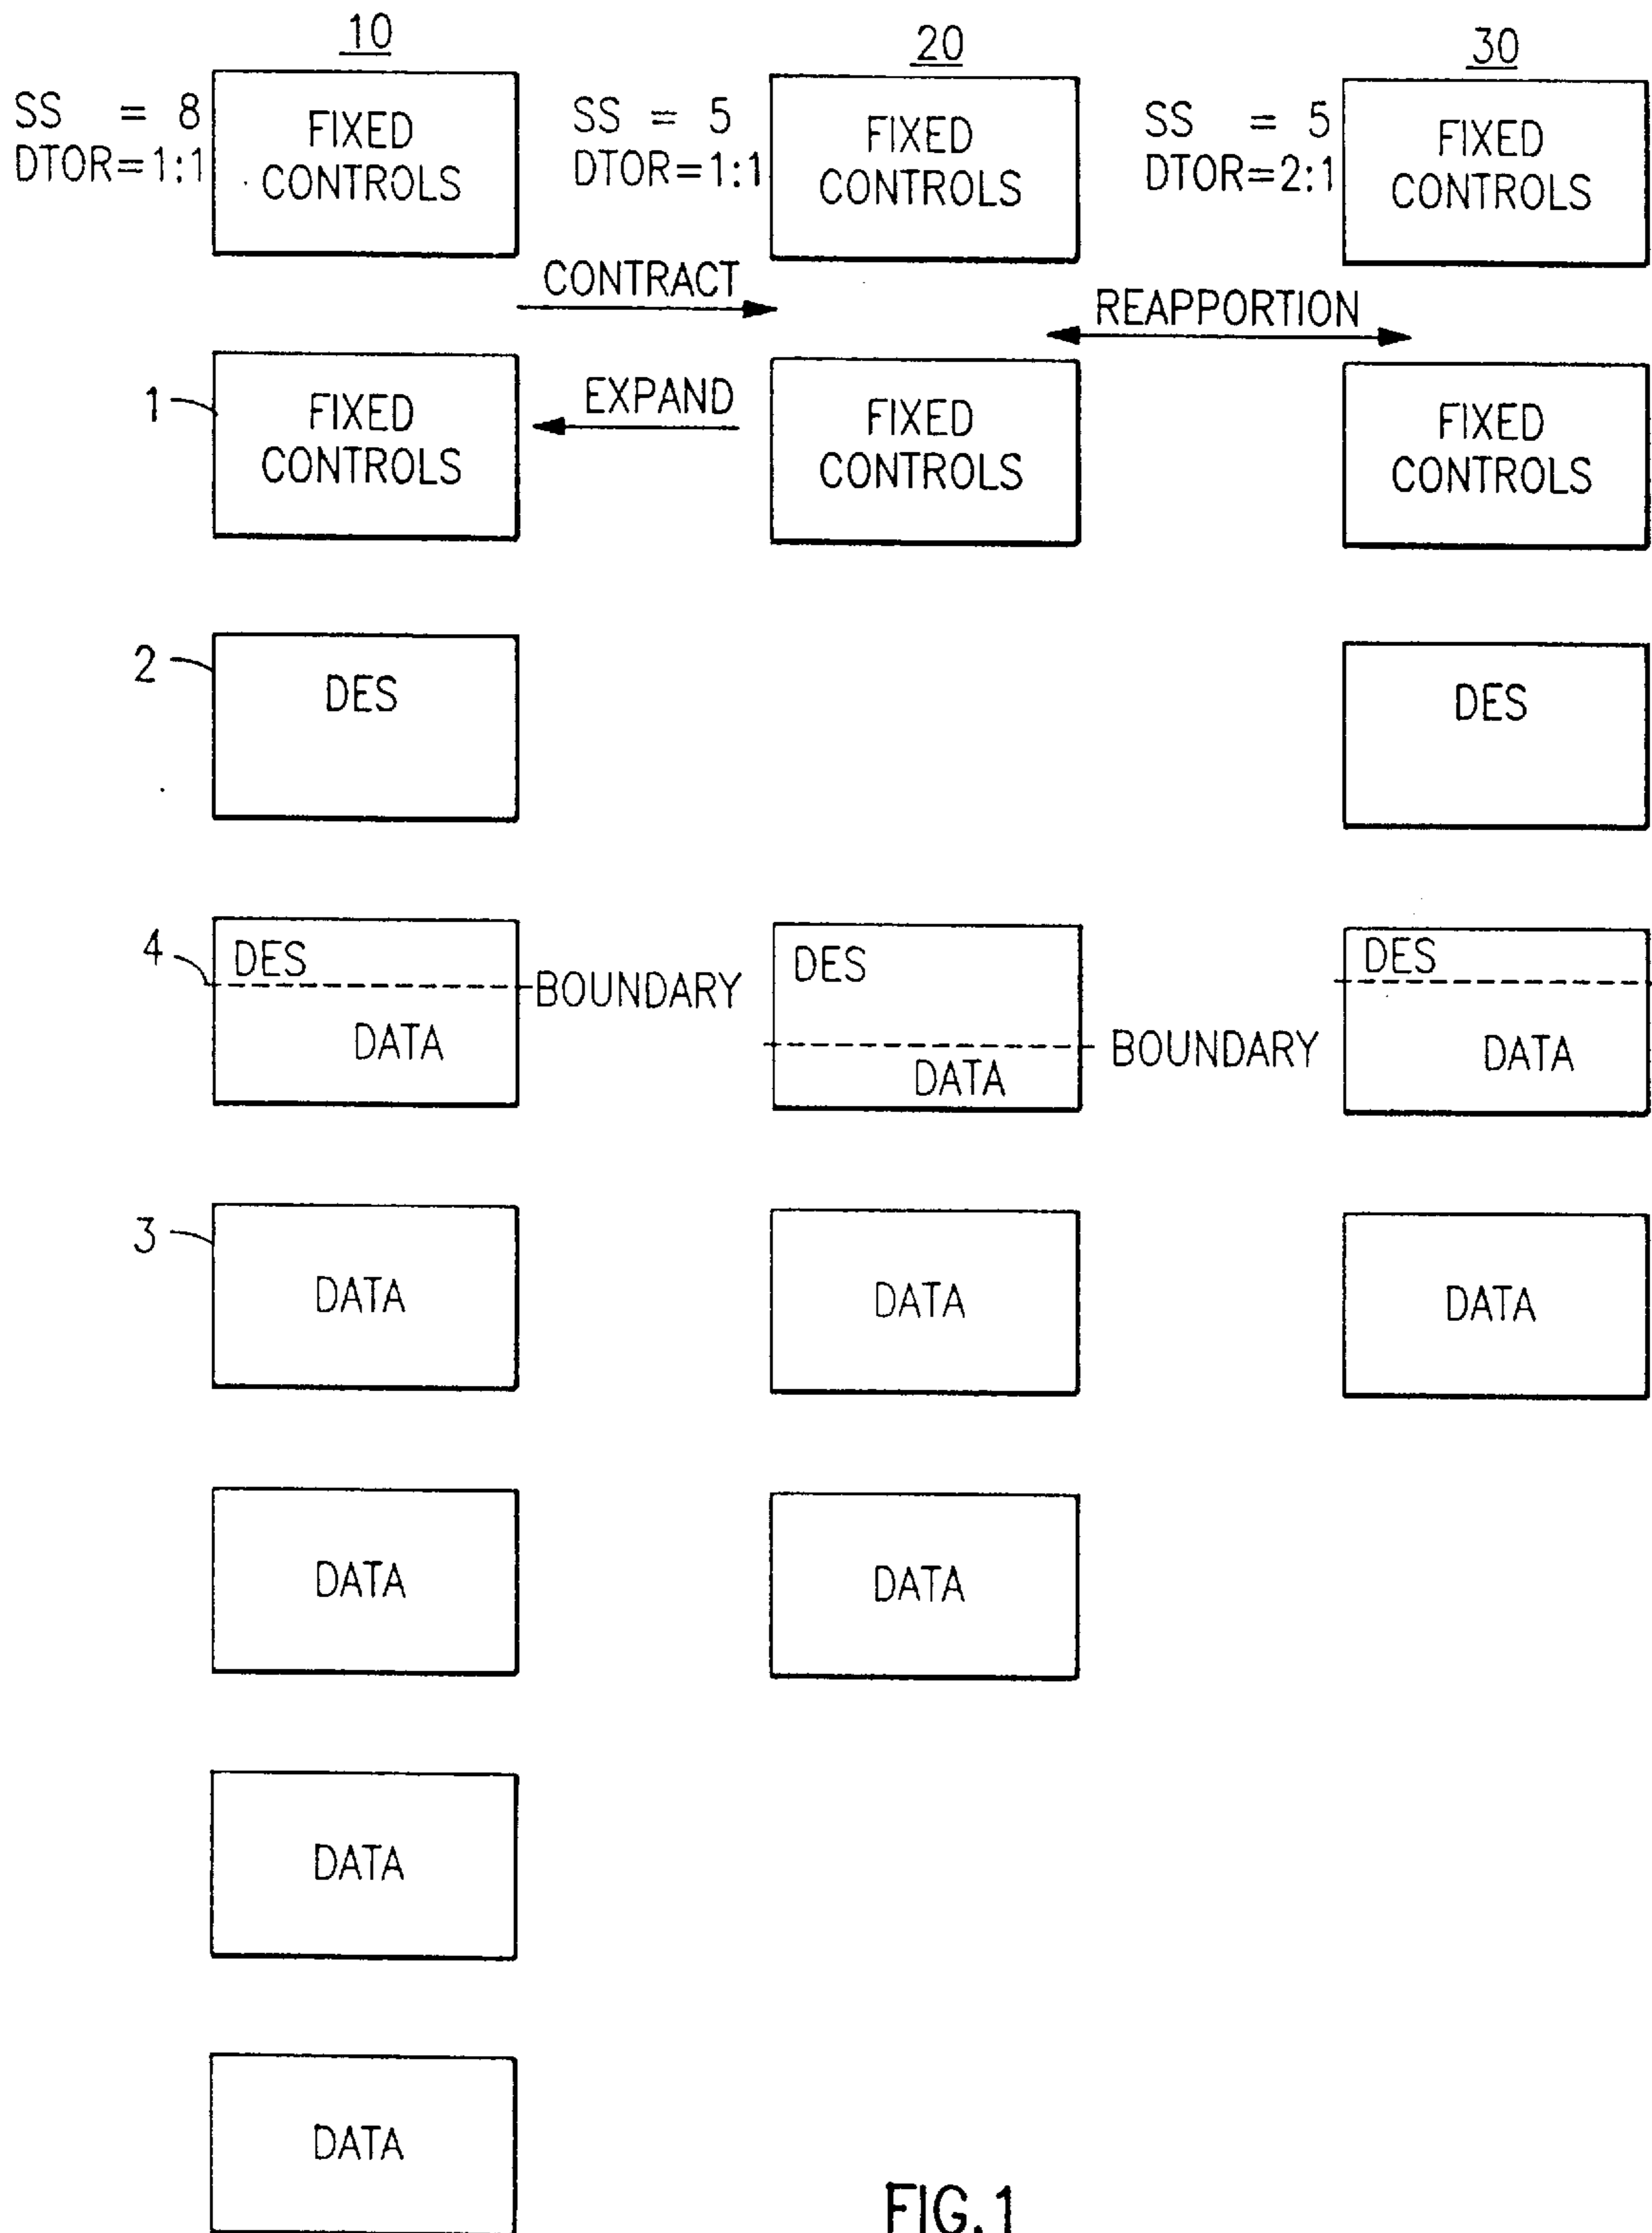 10 20 30
SS = 8 SS = 5 SS = 5
DTOR=1:1 DTOR=1:1 DTOR=2:1
FIXED FIXED FIXED
CONTROLS CONTROLS CONTROLS
CONTRACT
REAPPORTION
1 EXPAND
FIXED FIXED FIXED
CONTROLS CONTROLS CONTROLS
2 DES DES
4 DES DES DES
BOUNDARY
DATA BOUNDARY DATA
DATA
3
DATA DATA DATA
DATA DATA
DATA
DATA
FIG.1